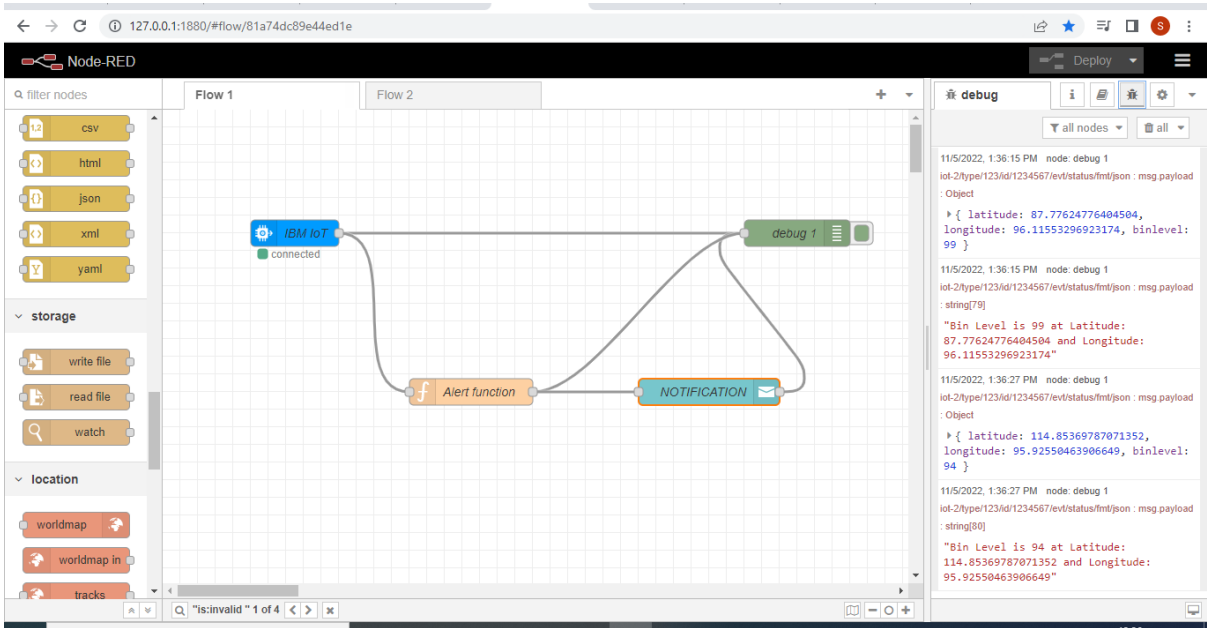 127.0.0.1:1880/#flow/81a74dc89e44ed1e
S
Node-RED
Deploy
filter nodes
1,2
csv
html
json
xml
Y
yaml
storage
write file
read file
watch
location
worldmap
worldmap in
tracks
Flow 1
Flow 2
IBM IoT
connected
debug 1
f
Alert function
NOTIFICATION
"is:invalid " 1 of 4
debug
i
all nodes
all
11/5/2022, 1:36:15 PM node: debug 1
iot-2/type/123/id/1234567/evt/status/fmt/json : msg.payload
: Object
{ latitude: 87.77624776404504,
longitude: 96.11553296923174, binlevel:
99 }
11/5/2022, 1:36:15 PM node: debug 1
iot-2/type/123/id/1234567/evt/status/fmt/json : msg.payload
: string[79]
"Bin Level is 99 at Latitude:
87.77624776404504 and Longitude:
96.11553296923174"
11/5/2022, 1:36:27 PM node: debug 1
iot-2/type/123/id/1234567/evt/status/fmt/json : msg.payload
: Object
{ latitude: 114.85369787071352,
longitude: 95.92550463906649, binlevel:
94 }
11/5/2022, 1:36:27 PM node: debug 1
iot-2/type/123/id/1234567/evt/status/fmt/json : msg.payload
: string[80]
"Bin Level is 94 at Latitude:
114.85369787071352 and Longitude:
95.92550463906649"